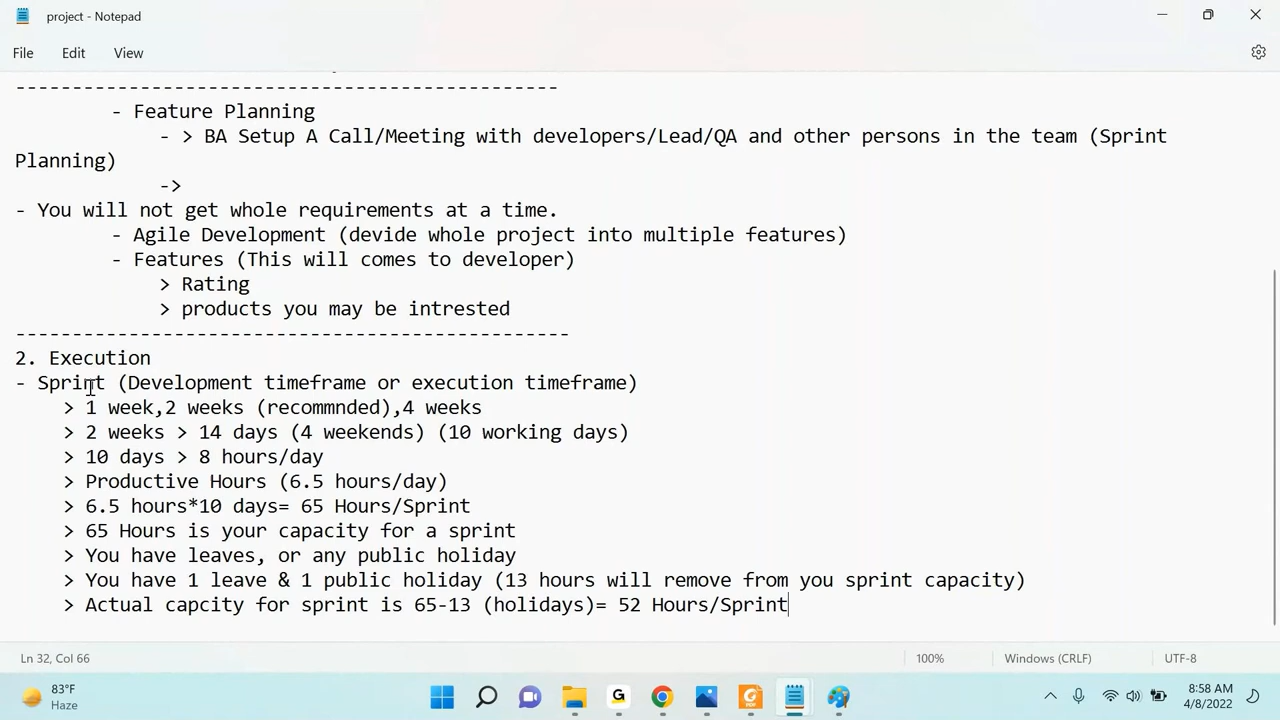 project - Notepad
File Edit View
------------------------------------------------
- Feature Planning
- > BA Setup A Call/Meeting with developers/Lead/QA and other persons in the team (Sprint
Planning)
->
- You will not get whole requirements at a time.
- Agile Development (devide whole project into multiple features)
- Features (This will comes to developer)
> Rating
> products you may be intrested
-------------------------------------------------
2. Execution
- Sprint (Development timeframe or execution timeframe)
> 1 week,2 weeks (recommnded),4 weeks
> 2 weeks > 14 days (4 weekends) (10 working days)
> 10 days > 8 hours/day
> Productive Hours (6.5 hours/day)
> 6.5 hours*10 days= 65 Hours/Sprint
> 65 Hours is your capacity for a sprint
> You have leaves, or any public holiday
> You have 1 leave & 1 public holiday (13 hours will remove from you sprint capacity)
> Actual capcity for sprint is 65-13 (holidays)= 52 Hours/Sprint
Ln 32, Col 66 100% Windows (CRLF) UTF-8
83°F
Haze
8:58 AM
4/8/2022